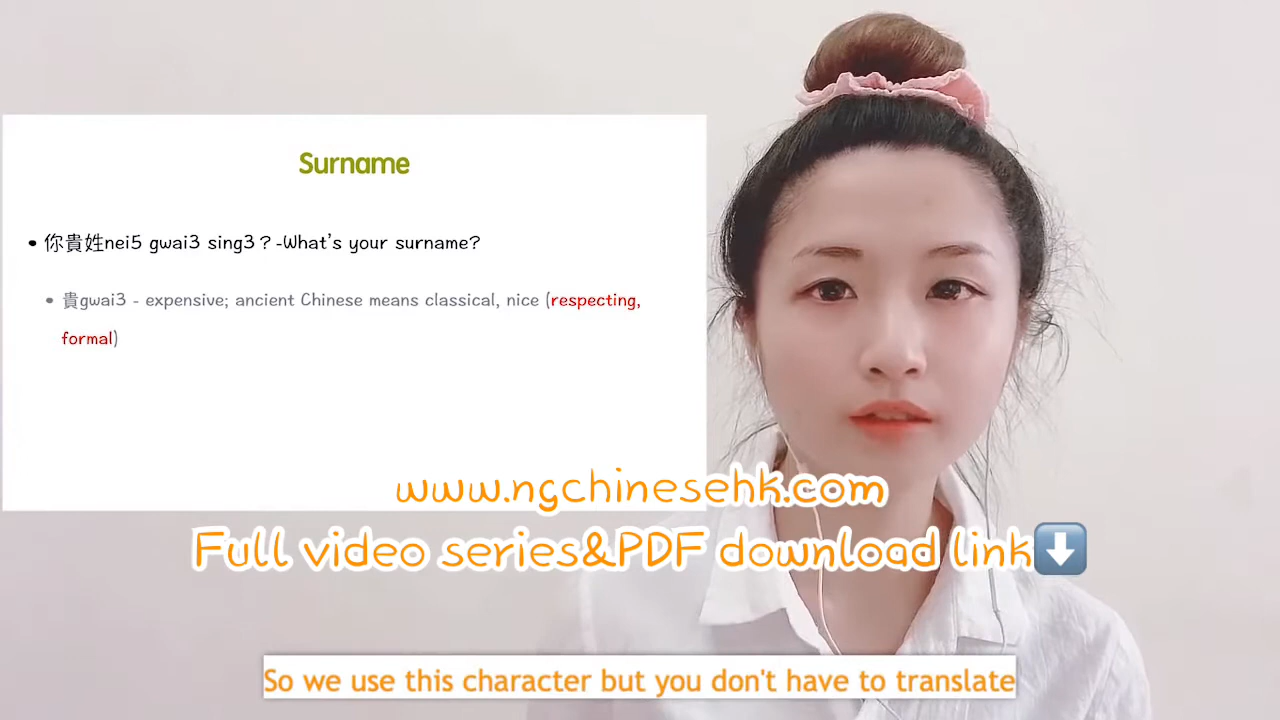 Surname
• 你貴姓nei5 gwai3 sing3？-What's your surname?
• 貴gwai3 - expensive; ancient Chinese means classical, nice (respecting,
formal)
www.ngchinesehk.com
Full video series&PDF download link⬇️
So we use this character but you don't have to translate